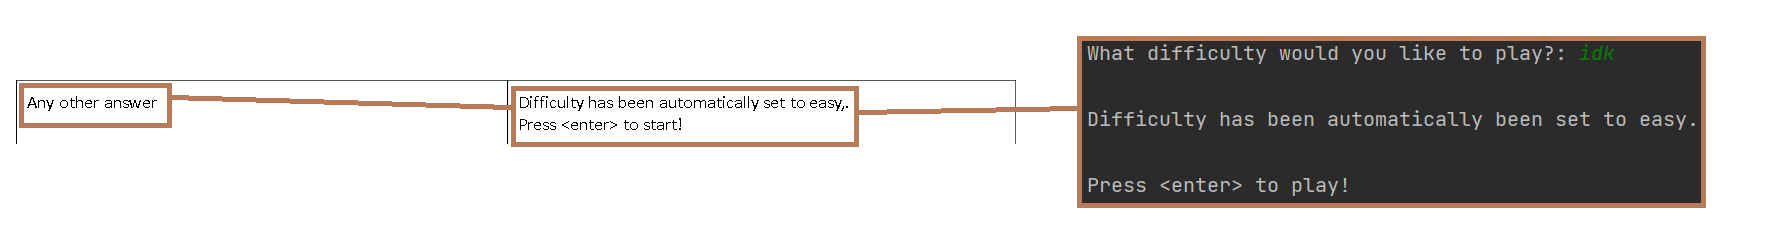 Any other answer
Difficulty has been automatically set to easy,.
Press <enter> to start!
What difficulty would you like to play?: idk
Difficulty has been automatically been set to easy.
Press <enter> to play!